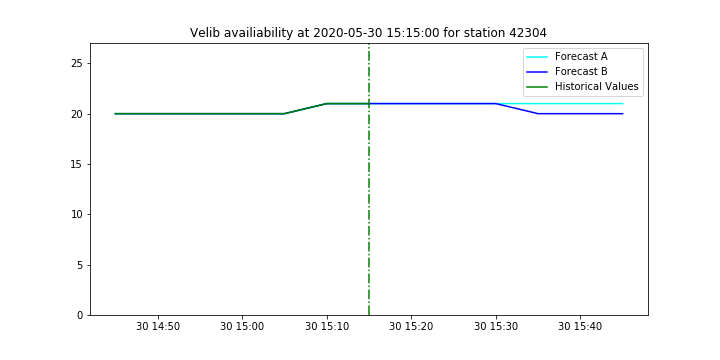 Velib availiability at 2020-05-30 15:15:00 for station 42304
Forecast A
Forecast B
Historical Values
25
20
15
10
5
0
30 14:50 30 15:00 30 15:10 30 15:20 30 15:30 30 15:40